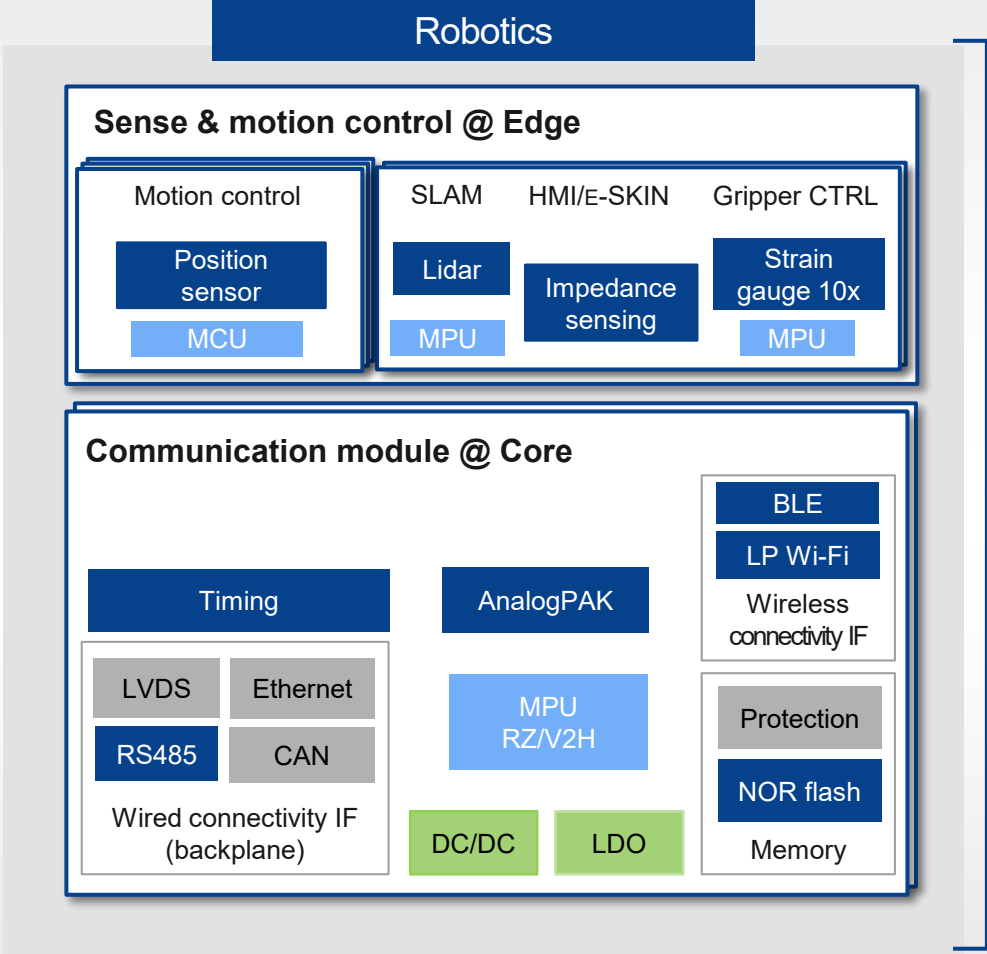 Robotics
Sense & motion control @ Edge
Motion control
Position
sensor
MCU
SLAM
Lidar
MPU
HMI/E-SKIN
Impedance
sensing
Gripper CTRL
Strain
gauge 10x
MPU
Communication module @ Core
Timing
LVDS
Ethernet
RS485
CAN
Wired connectivity IF
(backplane)
AnalogPAK
MPU
RZ/V2H
DC/DC
LDO
BLE
LP Wi-Fi
Wireless
connectivity IF
Protection
NOR flash
Memory